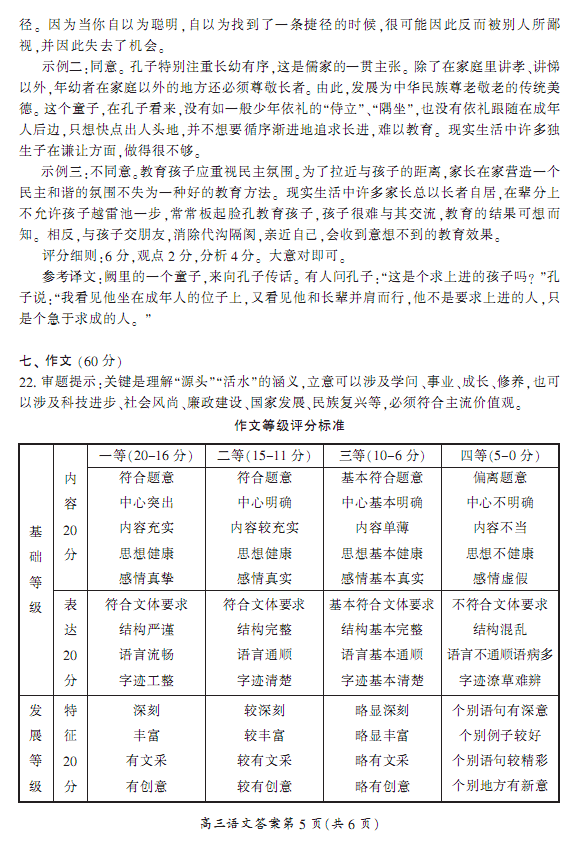 径。因为当你自以为聪明,自以为找到了一条捷径的时候,很可能因此反而被别人所鄙
视,并因此失去了机会。
示例二:同意。孔子特别注重长幼有序,这是儒家的一贯主张。除了在家庭里讲孝、讲悌
以外,年幼者在家庭以外的地方还必须尊敬长者。由此,发展为中华民族尊老敬老的传统美
德。这个童子,在孔子看来,没有如一般少年依礼的“侍立”、“隅坐”,也没有依礼跟随在成年
人后边,只想快点出人头地,并不想要循序渐进地追求长进,难以教育。现实生活中许多独
生子在谦让方面,做得很不够。
示例三:不同意。教育孩子应重视民主氛围。为了拉近与孩子的距离,家长在家营造一个
民主和谐的氛围不失为一种好的教育方法。现实生活中许多家长总以长者自居,在辈分上
不允许孩子越雷池一步,常常板起脸孔教育孩子,孩子很难与其交流,教育的结果可想而
知。相反,与孩子交朋友,消除代沟隔阂,亲近自己,会收到意想不到的教育效果。
评分细则:6分,观点2分,分析4分。大意对即可。
参考译文:阙里的一个童子,来向孔子传话。有人问孔子:“这是个求上进的孩子吗?”孔
子说:“我看见他坐在成年人的位子上,又看见他和长辈并肩而行,他不是要求上进的人,只
是个急于求成的人。”
七、作文(60分)
22. 审题提示:关键是理解“源头”“活水”的涵义,立意可以涉及学问、事业、成长、修养,也可
以涉及科技进步、社会风尚、廉政建设、国家发展、民族复兴等,必须符合主流价值观。
作文等级评分标准
一等(20-16分) 二等(15-11分) 三等(10-6分) 四等(5-0分)
基础等级
内容20分
符合题意 符合题意 基本符合题意 偏离题意
中心突出 中心明确 中心基本明确 中心不明确
内容充实 内容较充实 内容单薄 内容不当
思想健康 思想健康 思想基本健康 思想不健康
感情真挚 感情真实 感情基本真实 感情虚假
表达20分
符合文体要求 符合文体要求 基本符合文体要求 不符合文体要求
结构严谨 结构完整 结构基本完整 结构混乱
语言流畅 语言通顺 语言基本通顺 语言不通顺语病多
字迹工整 字迹清楚 字迹基本清楚 字迹潦草难辨
发展等级
特征20分
深刻 较深刻 略显深刻 个别语句有深意
丰富 较丰富 略显丰富 个别例子较好
有文采 较有文采 略有文采 个别语句较精彩
有创意 较有创意 略有创意 个别地方有新意
高三语文答案第5页(共6页)